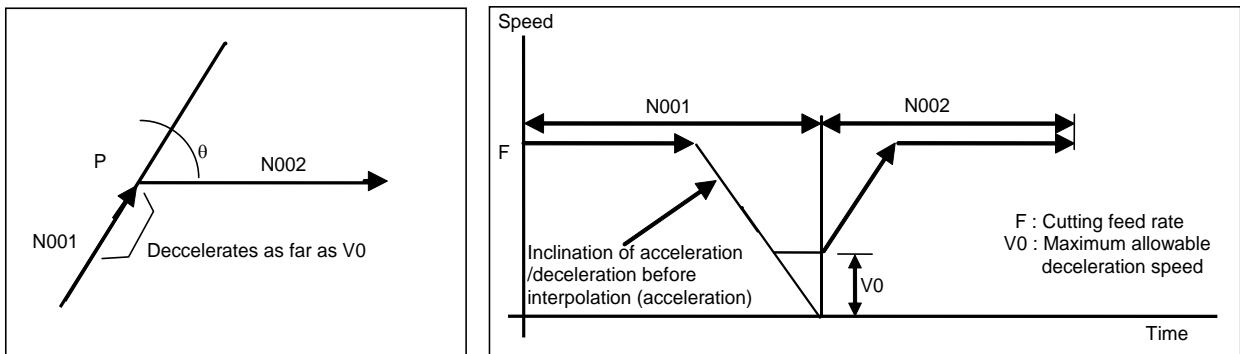 P
θ
N002
N001
Deccelerates as far as V0
Speed
N001
N002
F
Inclination of acceleration
/deceleration before
interpolation (acceleration)
V0
F : Cutting feed rate
V0 : Maximum allowable
deceleration speed
Time